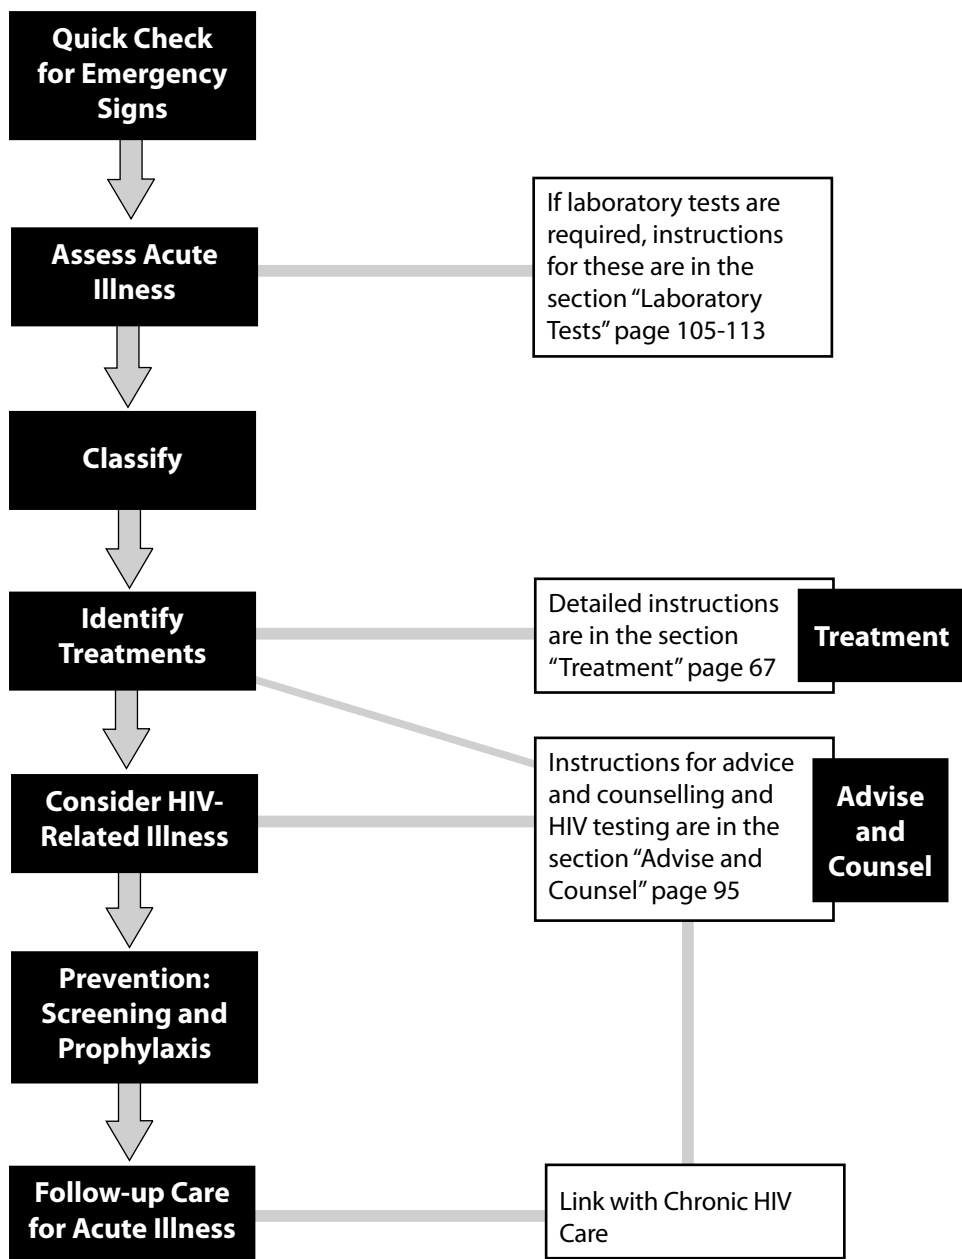 Quick Check
for Emergency
Signs
Assess Acute
Illness
If laboratory tests are
required, instructions
for these are in the
section “Laboratory
Tests” page 105-113
Classify
Identify
Treatments
Detailed instructions
are in the section
“Treatment” page 67
Treatment
Consider HIV-
Related Illness
Instructions for advice
and counselling and
HIV testing are in the
section “Advise and
Counsel” page 95
Advise
and
Counsel
Prevention:
Screening and
Prophylaxis
Follow-up Care
for Acute Illness
Link with Chronic HIV
Care